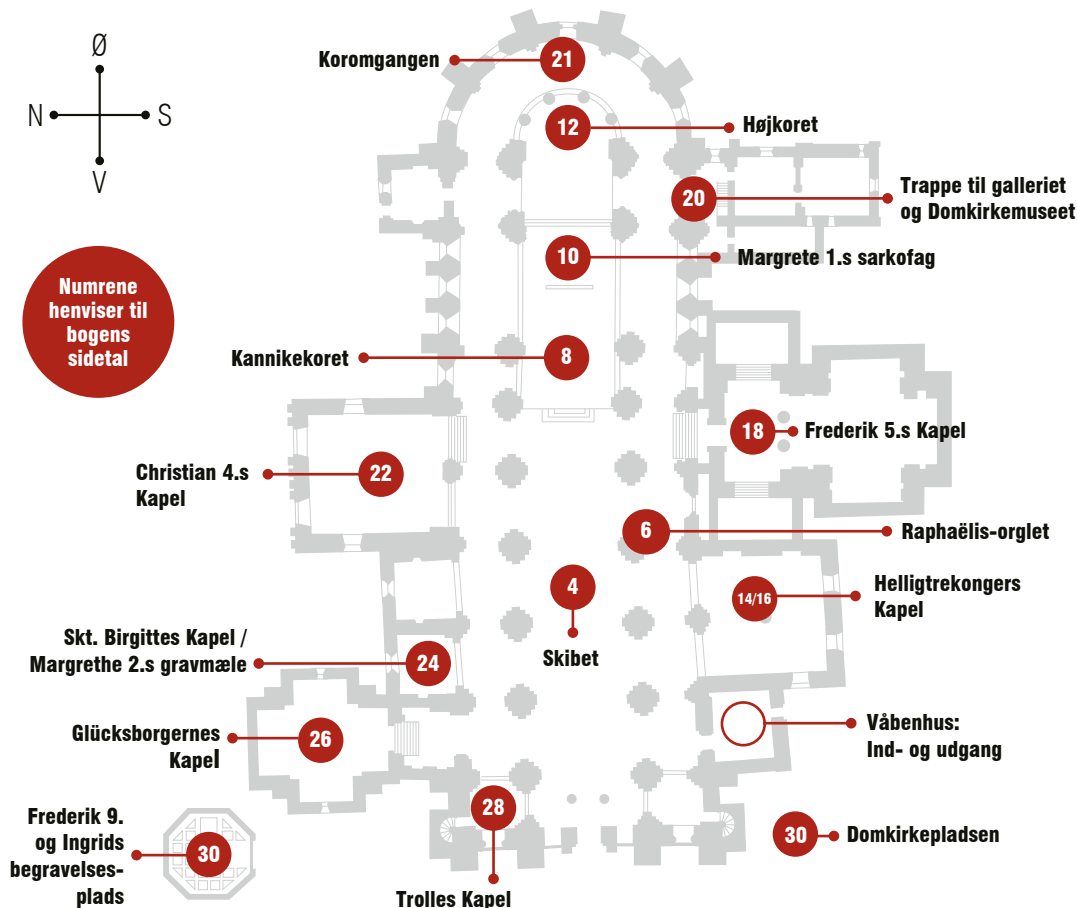 Ø
N
S
V
Numrene
henviser til
bogens
sidetal
Koromgangen
21
12
Højkoret
20
Trappe til galleriet
og Domkirkemuseet
10
Margrete 1.s sarkofag
Kannikekoret
8
18
Frederik 5.s Kapel
Christian 4.s
Kapel
22
6
Raphaëlis-orglet
4
Skibet
14/16
Helligtrekongers
Kapel
Skt. Birgittes Kapel /
Margrethe 2.s gravmæle
24
Glücksborgernes
Kapel
26
Våbenhus:
Ind- og udgang
Frederik 9.
og Ingrids
begravelses-
plads
30
28
Trolles Kapel
30
Domkirkepladsen